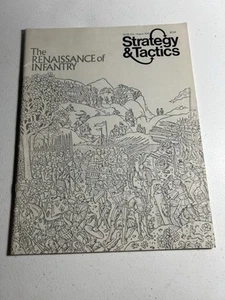 Strategy
& Tactics
The
RENAISSANCE of
INFANTRY